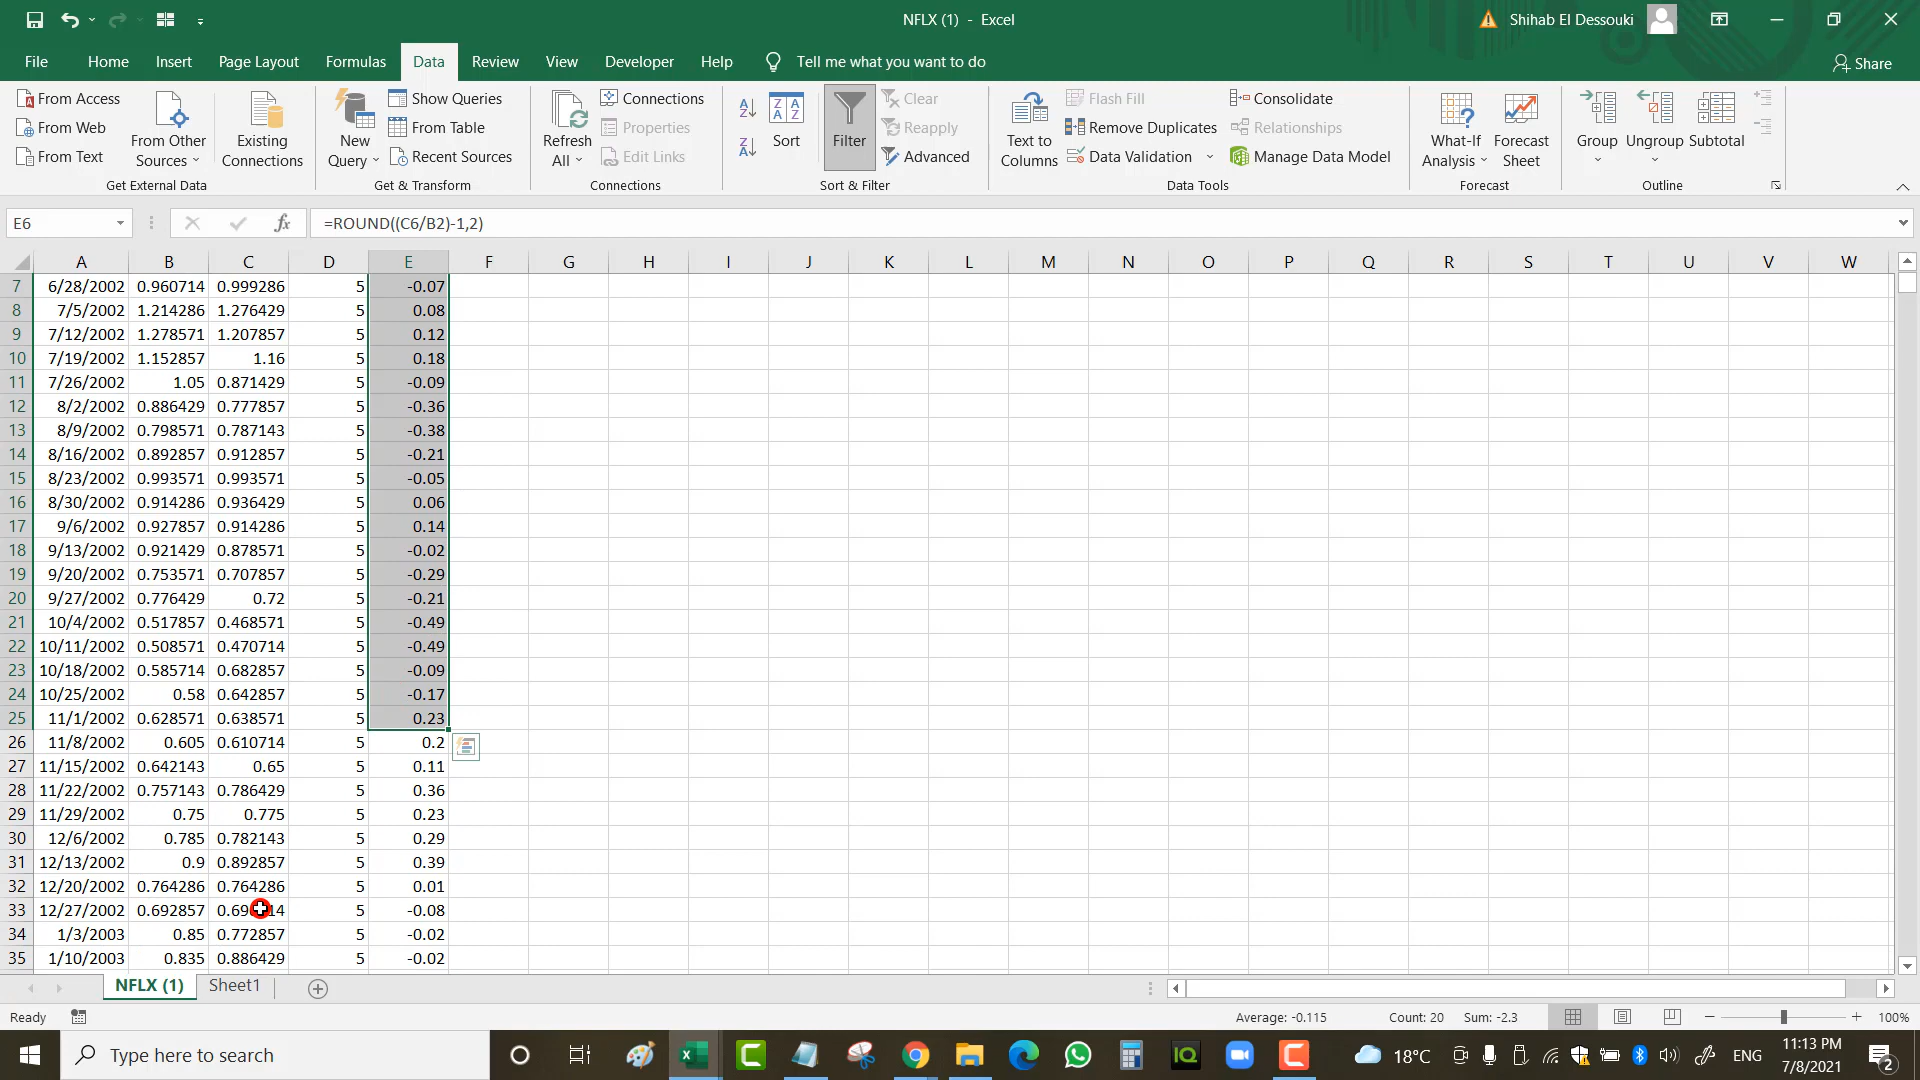 NFLX (1) - Excel
Shihab El Dessouki
File Home Insert Page Layout Formulas Data Review View Developer Help Tell me what you want to do Share
From Access
From Web
From Text
From Other Sources
Existing Connections
Get External Data
New Query
Show Queries
From Table
Recent Sources
Get & Transform
Refresh All
Connections
Properties
Edit Links
Connections
Sort
Filter
Clear
Reapply
Advanced
Sort & Filter
Text to Columns
Flash Fill
Remove Duplicates
Data Validation
Consolidate
Relationships
Manage Data Model
Data Tools
What-If Analysis
Forecast Sheet
Forecast
Group
Ungroup
Subtotal
Outline
E6 fx =ROUND((C6/B2)-1,2)
A B C D E F G H I J K L M N O P Q R S T U V W
7 6/28/2002 0.960714 0.999286 5 -0.07
8 7/5/2002 1.214286 1.276429 5 0.08
9 7/12/2002 1.278571 1.207857 5 0.12
10 7/19/2002 1.152857 1.16 5 0.18
11 7/26/2002 1.05 0.871429 5 -0.09
12 8/2/2002 0.886429 0.777857 5 -0.36
13 8/9/2002 0.798571 0.787143 5 -0.38
14 8/16/2002 0.892857 0.912857 5 -0.21
15 8/23/2002 0.993571 0.993571 5 -0.05
16 8/30/2002 0.914286 0.936429 5 0.06
17 9/6/2002 0.927857 0.914286 5 0.14
18 9/13/2002 0.921429 0.878571 5 -0.02
19 9/20/2002 0.753571 0.707857 5 -0.29
20 9/27/2002 0.776429 0.72 5 -0.21
21 10/4/2002 0.517857 0.468571 5 -0.49
22 10/11/2002 0.508571 0.470714 5 -0.49
23 10/18/2002 0.585714 0.682857 5 -0.09
24 10/25/2002 0.58 0.642857 5 -0.17
25 11/1/2002 0.628571 0.638571 5 0.23
26 11/8/2002 0.605 0.610714 5 0.2
27 11/15/2002 0.642143 0.65 5 0.11
28 11/22/2002 0.757143 0.786429 5 0.36
29 11/29/2002 0.75 0.775 5 0.23
30 12/6/2002 0.785 0.782143 5 0.29
31 12/13/2002 0.9 0.892857 5 0.39
32 12/20/2002 0.764286 0.764286 5 0.01
33 12/27/2002 0.692857 5 -0.08
34 1/3/2003 0.85 0.772857 5 -0.02
35 1/10/2003 0.835 0.886429 5 -0.02
NFLX (1) Sheet1
Ready Average: -0.115 Count: 20 Sum: -2.3 100%
Type here to search 18°C ENG 11:13 PM
7/8/2021 2